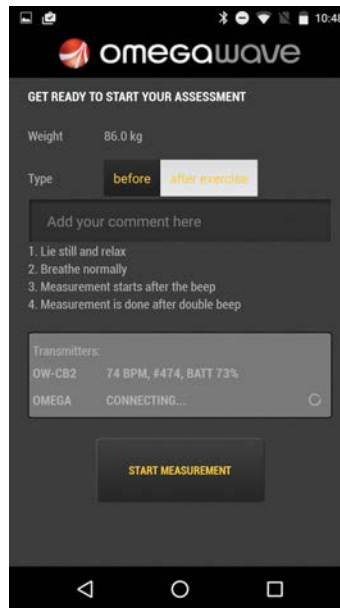 10:48
omegawave
GET READY TO START YOUR ASSESSMENT
Weight 86.0 kg
Type before after exercise
Add your comment here
1. Lie still and relax
2. Breathe normally
3. Measurement starts after the beep
4. Measurement is done after double beep
Transmitters:
OW-CB2 74 BPM, #474, BATT 73%
OMEGA CONNECTING...
START MEASUREMENT